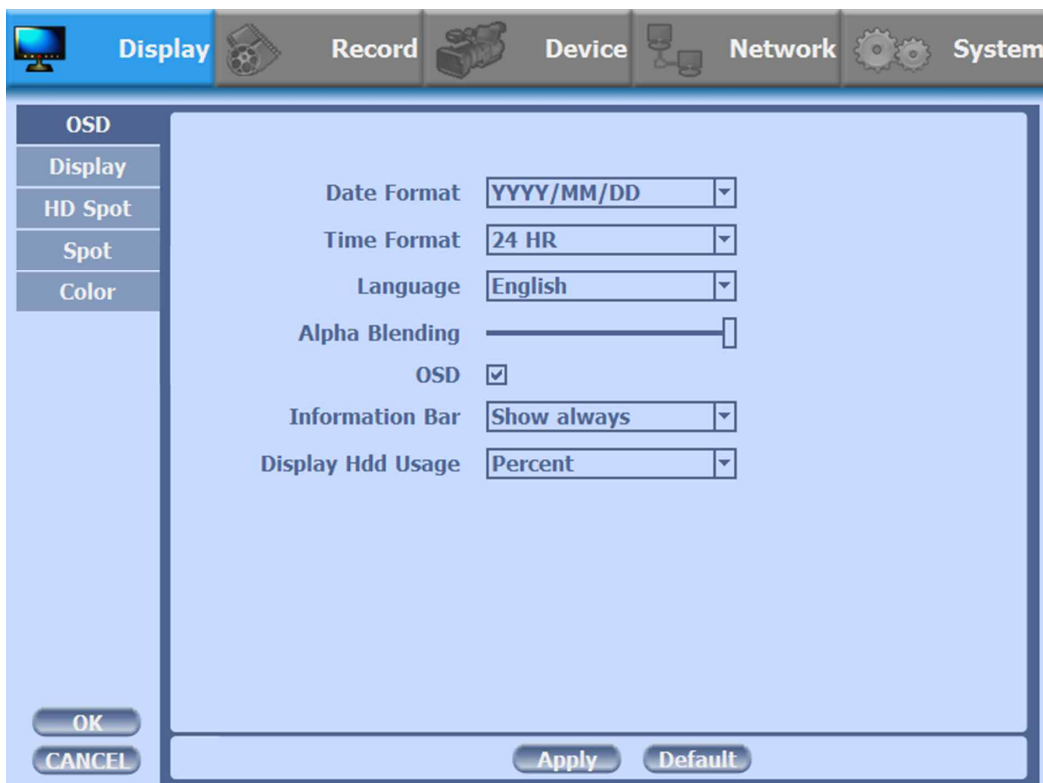 Display Record Device Network System
OSD
Display
HD Spot
Spot
Color
Date Format YYYY/MM/DD
Time Format 24 HR
Language English
Alpha Blending
OSD
Information Bar Show always
Display Hdd Usage Percent
OK
CANCEL
Apply Default